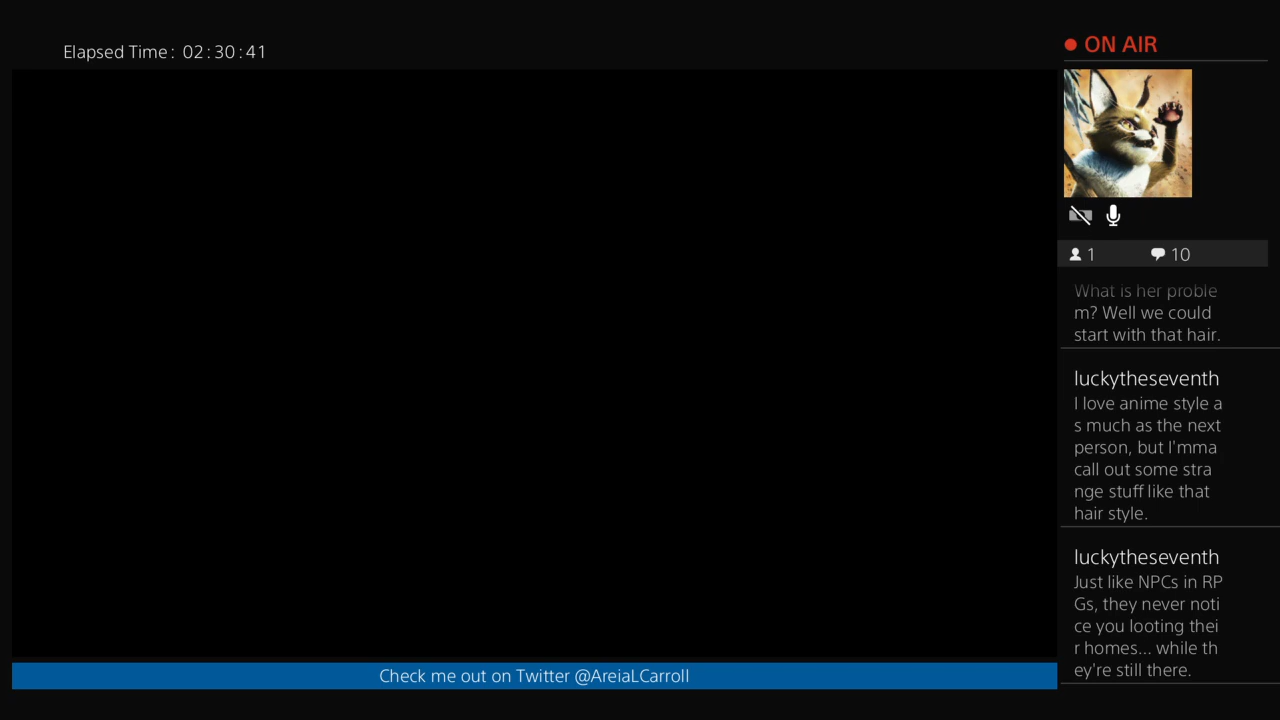 Elapsed Time: 02:30:41
ON AIR
1
10
What is her proble
m? Well we could
start with that hair.
luckytheseventh
I love anime style a
s much as the next
person, but I'mma
call out some stra
nge stuff like that
hair style.
luckytheseventh
Just like NPCs in RP
Gs, they never noti
ce you looting thei
r homes... while th
ey're still there.
Check me out on Twitter @AreiaLCarroll